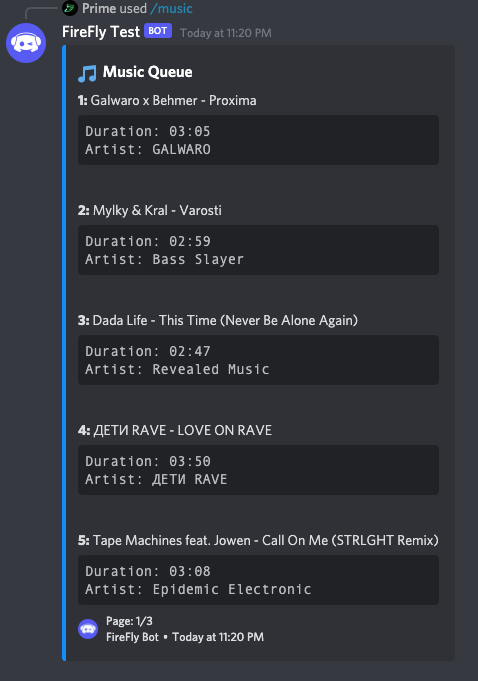 Prime used /music
FireFly Test BOT Today at 11:20 PM
Music Queue
1: Galwaro x Behmer - Proxima
Duration: 03:05
Artist: GALWARO
2: Mylky & Kral - Varosti
Duration: 02:59
Artist: Bass Slayer
3: Dada Life - This Time (Never Be Alone Again)
Duration: 02:47
Artist: Revealed Music
4: ДЕТИ RAVE - LOVE ON RAVE
Duration: 03:50
Artist: ДЕТИ RAVE
5: Tape Machines feat. Jowen - Call On Me (STRLGHT Remix)
Duration: 03:08
Artist: Epidemic Electronic
Page: 1/3
FireFly Bot • Today at 11:20 PM